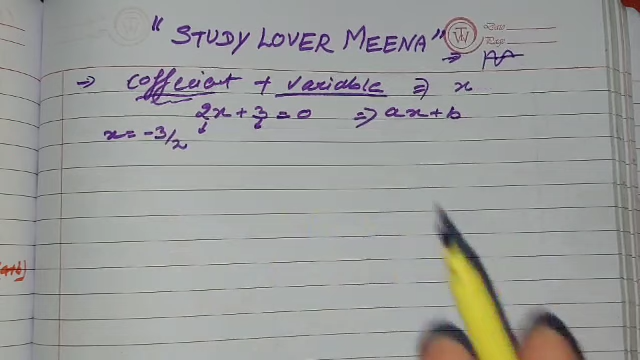 "STUDY LOVER MEENA"
Date
Page
→ cofficient + variable ⇒ x
2x + 3 = 0 ⇒ ax + b
x = -3/2